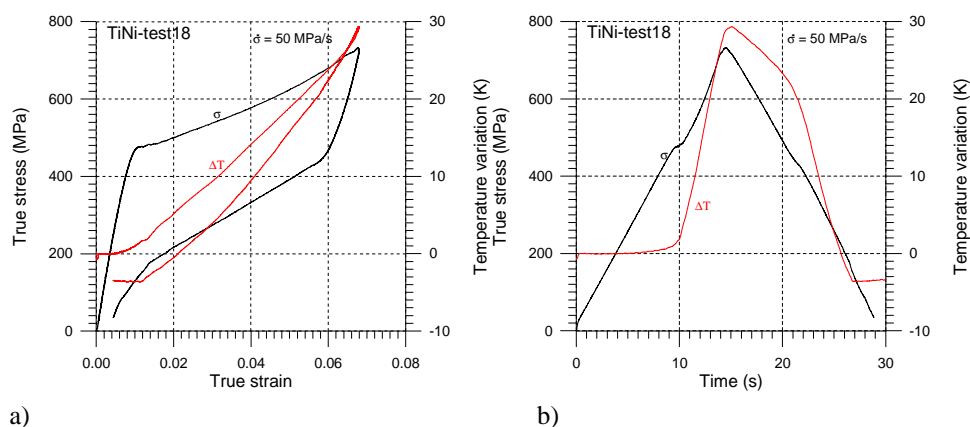 800
600
400
200
0
True stress (MPa)
TiNi-test18
σ̇ = 50 MPa/s
σ
ΔT
30
20
10
0
-10
Temperature variation (K)
0.00 0.02 0.04 0.06 0.08
True strain
a)
800
600
400
200
0
True stress (MPa)
TiNi-test18
σ̇ = 50 MPa/s
σ
ΔT
30
20
10
0
-10
Temperature variation (K)
0 10 20 30
Time (s)
b)